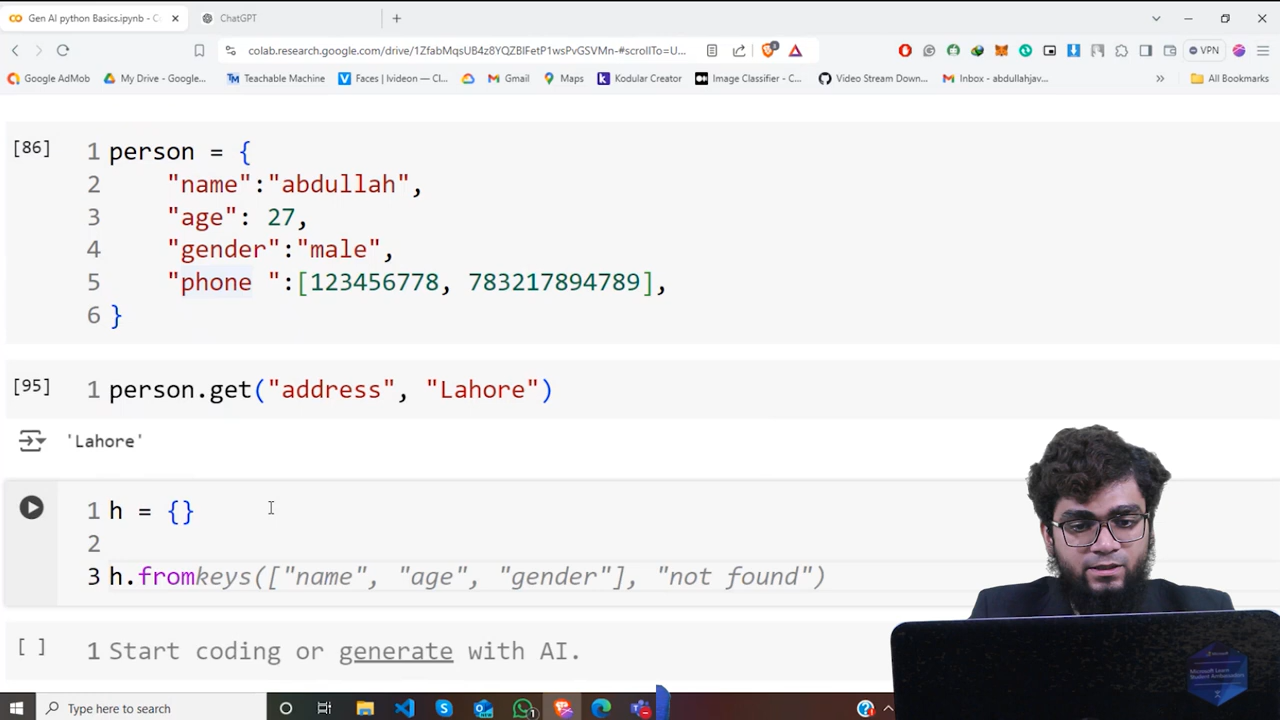 Gen AI python Basics.ipynb - C
ChatGPT
colab.research.google.com/drive/1ZfabMqsUB4z8YQZBIFetP1wsPvGSVMn-#scrollTo=U...
VPN
Google AdMob
My Drive - Google...
Teachable Machine
Faces | Ivideon — Cl...
Gmail
Maps
Kodular Creator
Image Classifier - C...
Video Stream Down...
Inbox - abdullahjav...
All Bookmarks
[86]
1 person = {
2 "name":"abdullah",
3 "age": 27,
4 "gender":"male",
5 "phone ":[123456778, 783217894789],
6 }
[95]
1 person.get("address", "Lahore")
'Lahore'
1 h = {}
2
3 h.fromkeys(["name", "age", "gender"], "not found")
[ ]
1 Start coding or generate with AI.
Type here to search